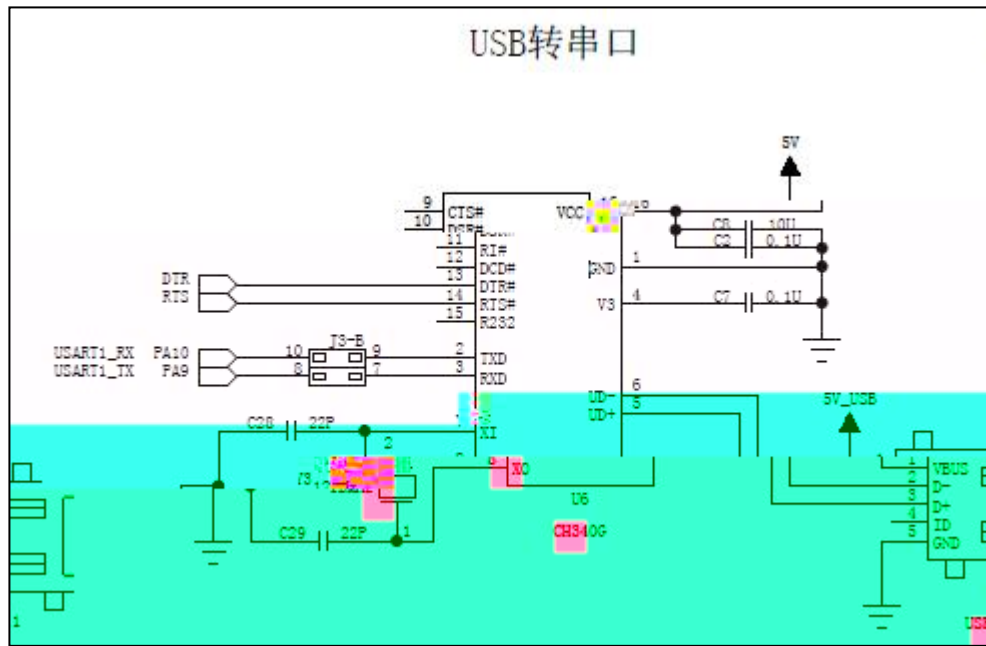 USB转串口
5V
9 CTS# VCC
C6 10U
10 DSR#
C2 0.1U
11 RI#
12 DCD# GND 1
DTR 13 DTR#
RTS 14 RTS# V3 4 C7 0.1U
15 R232
J3-B
USART1_RX PA10 10 9 2 TXD
USART1_TX PA9 8 7 3 RXD
UD- 6
UD+ 5
5V_USB
C28 22P XI
2
XO
1 VBUS
2 D-
3 D+
4 ID
5 GND
U6
C29 22P 1 CH340G
1